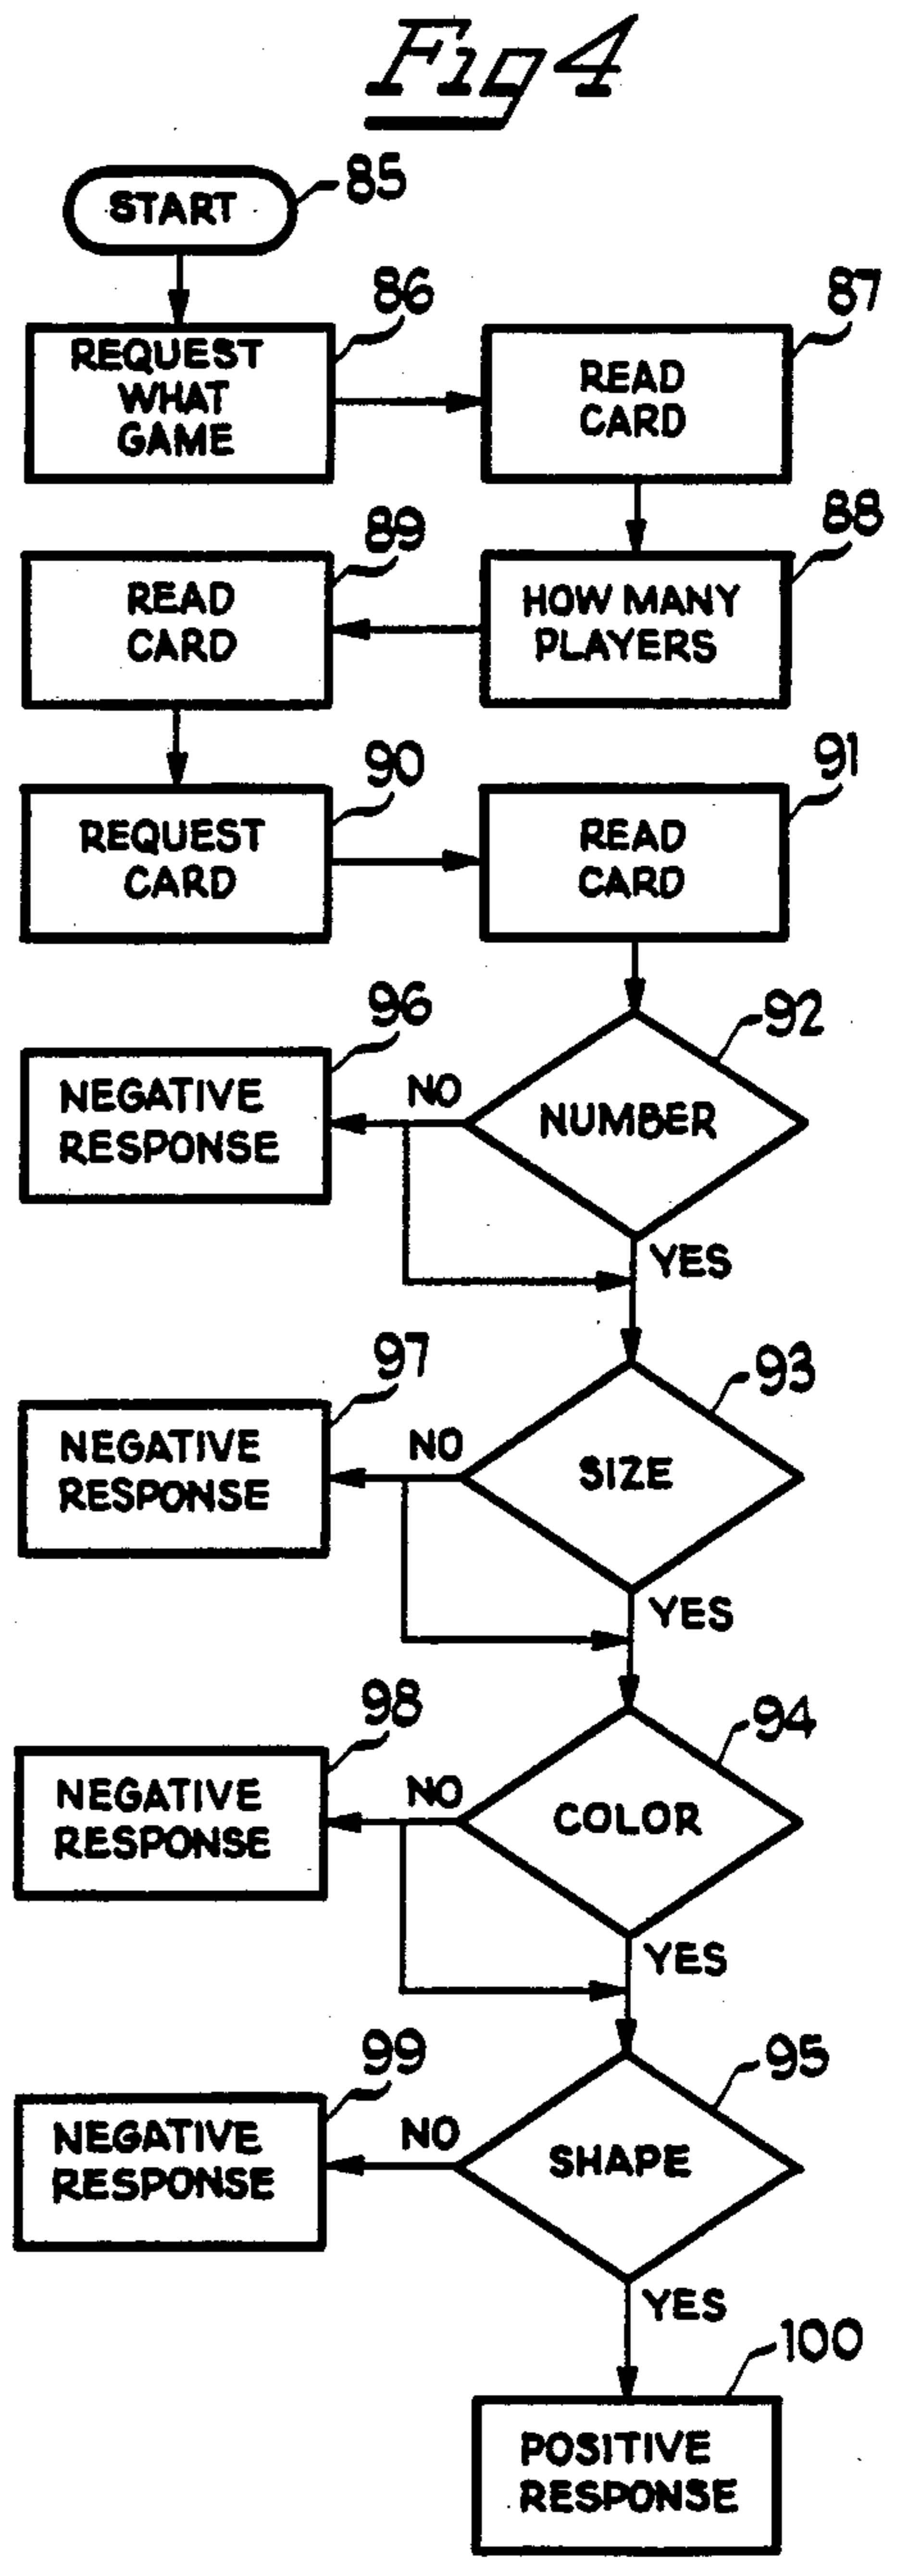 Fig 4
START
85
REQUEST
WHAT
GAME
86
READ
CARD
87
HOW MANY
PLAYERS
88
READ
CARD
89
REQUEST
CARD
90
READ
CARD
91
NUMBER
92
NO
NEGATIVE
RESPONSE
96
YES
SIZE
93
NO
NEGATIVE
RESPONSE
97
YES
COLOR
94
NO
NEGATIVE
RESPONSE
98
YES
SHAPE
95
NO
NEGATIVE
RESPONSE
99
YES
POSITIVE
RESPONSE
100